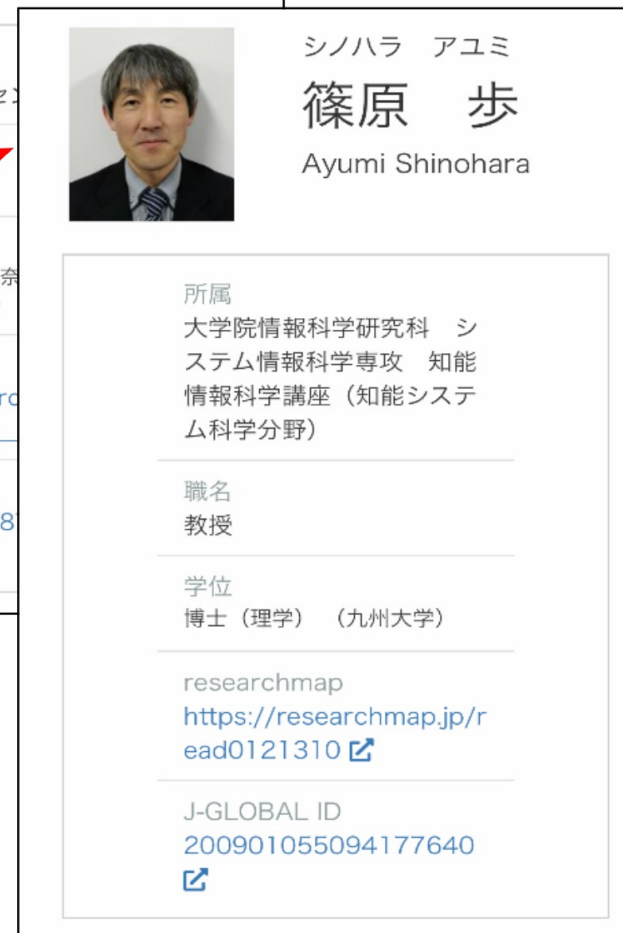 シノハラ　アユミ
篠原　歩
Ayumi Shinohara
所属
大学院情報科学研究科　シ
ステム情報科学専攻　知能
情報科学講座（知能システ
ム科学分野）
職名
教授
学位
博士（理学）　（九州大学）
researchmap
https://researchmap.jp/r
ead0121310
J-GLOBAL ID
200901055094177640
奈
rc
8